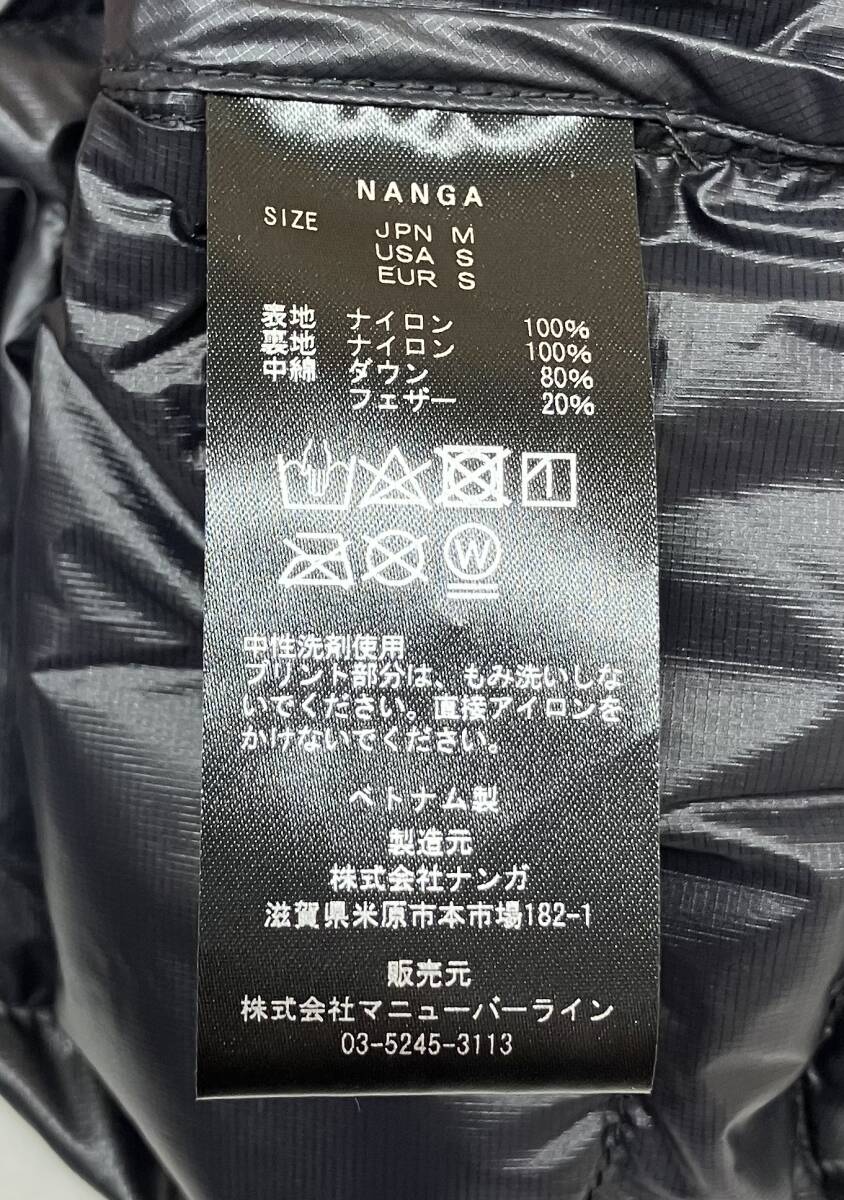 NANGA
SIZE JPN M
USA S
EUR S
表地 ナイロン 100%
裏地 ナイロン 100%
中綿 ダウン 80%
フェザー 20%
W
中性洗剤使用
プリント部分は、もみ洗いしな
いでください。直接アイロンを
かけないでください。
ベトナム製
製造元
株式会社ナンガ
滋賀県米原市本市場182-1
販売元
株式会社マニューバーライン
03-5245-3113